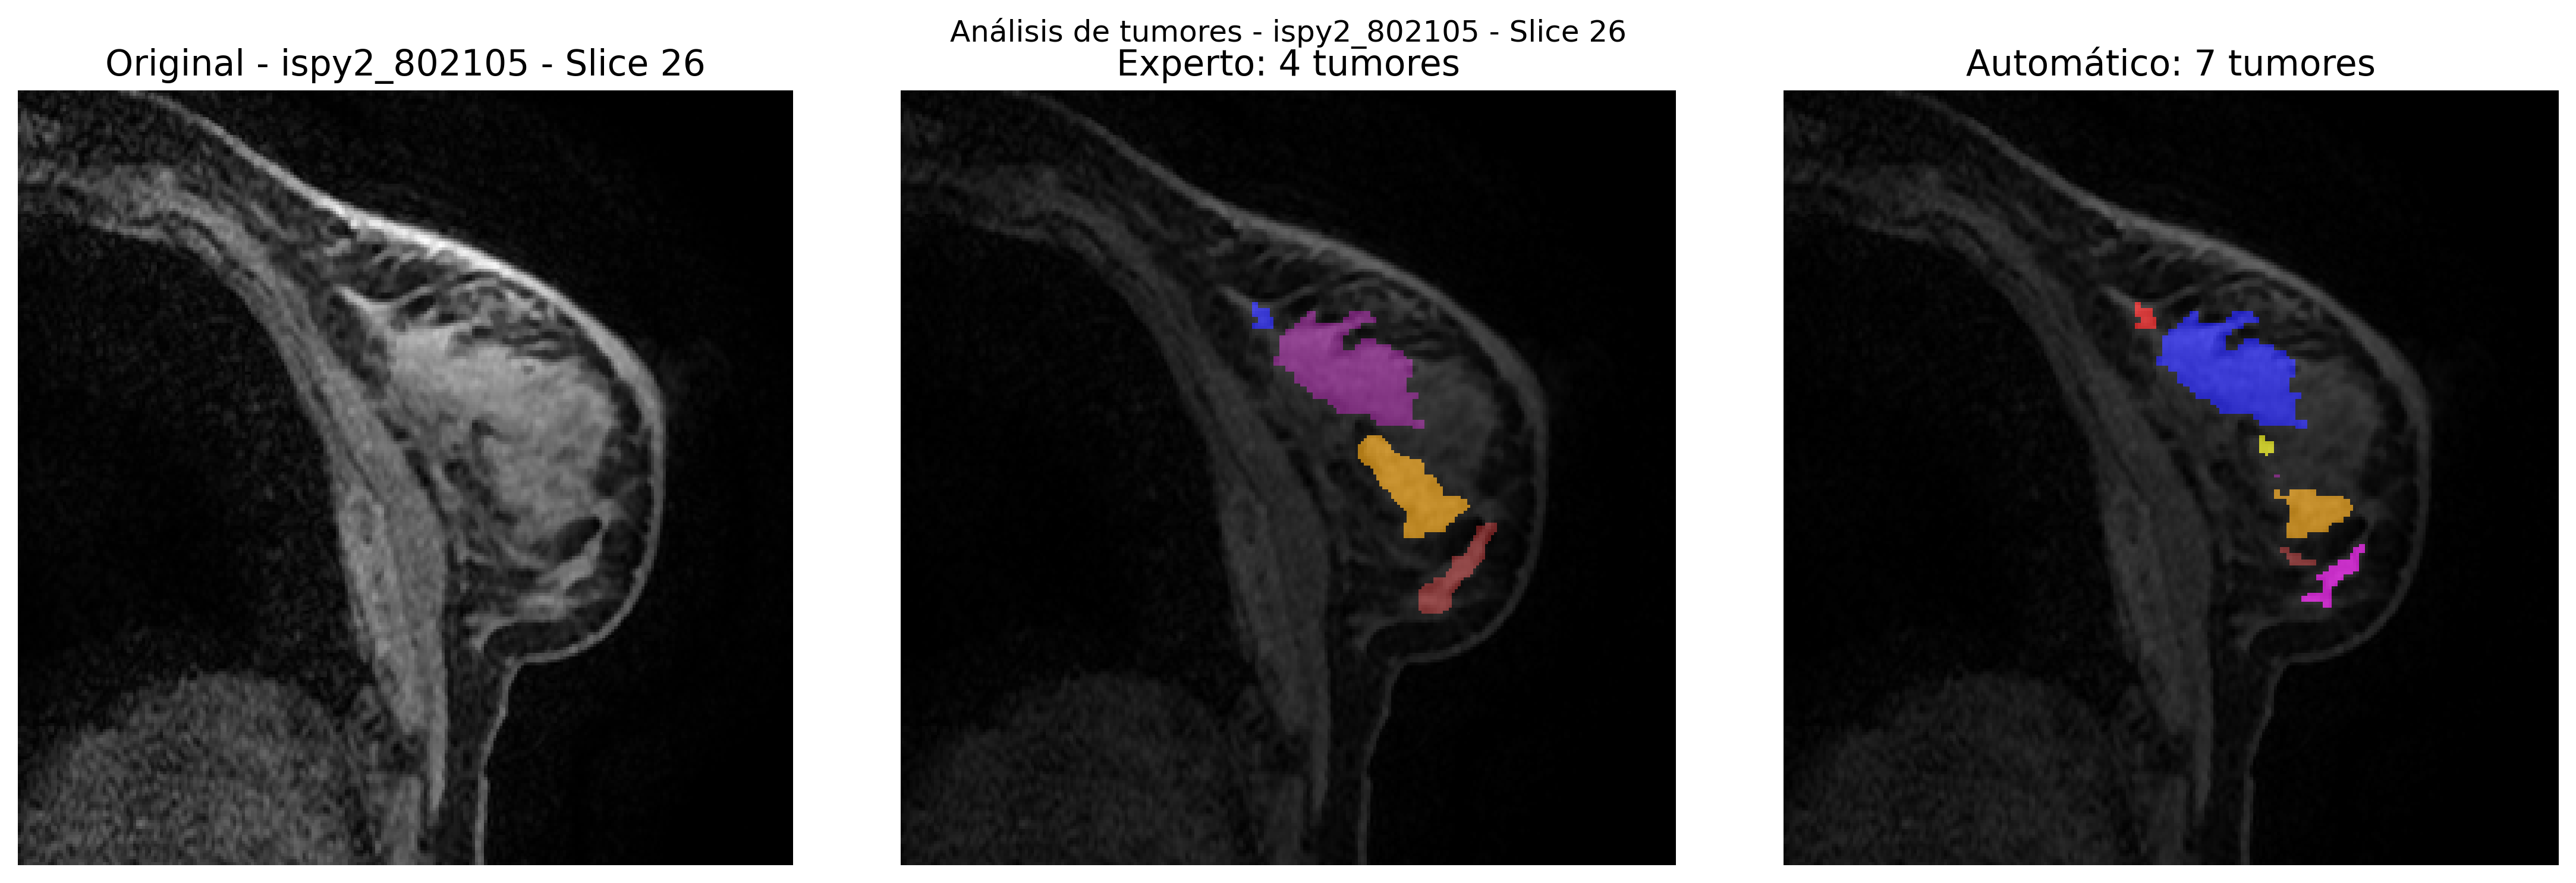 Análisis de tumores - ispy2_802105 - Slice 26
Original - ispy2_802105 - Slice 26
Experto: 4 tumores
Automático: 7 tumores